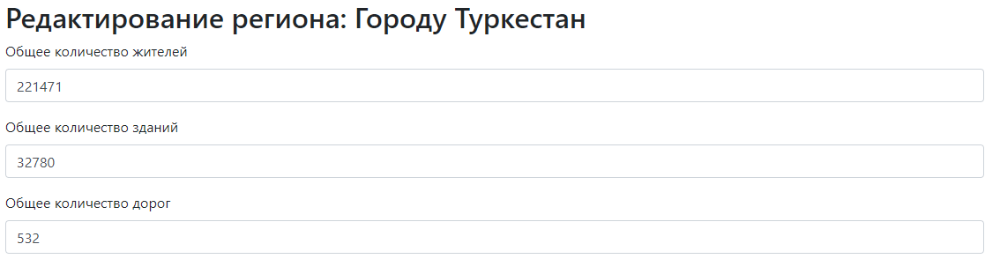 Редактирование региона: Городу Туркестан
Общее количество жителей
221471
Общее количество зданий
32780
Общее количество дорог
532